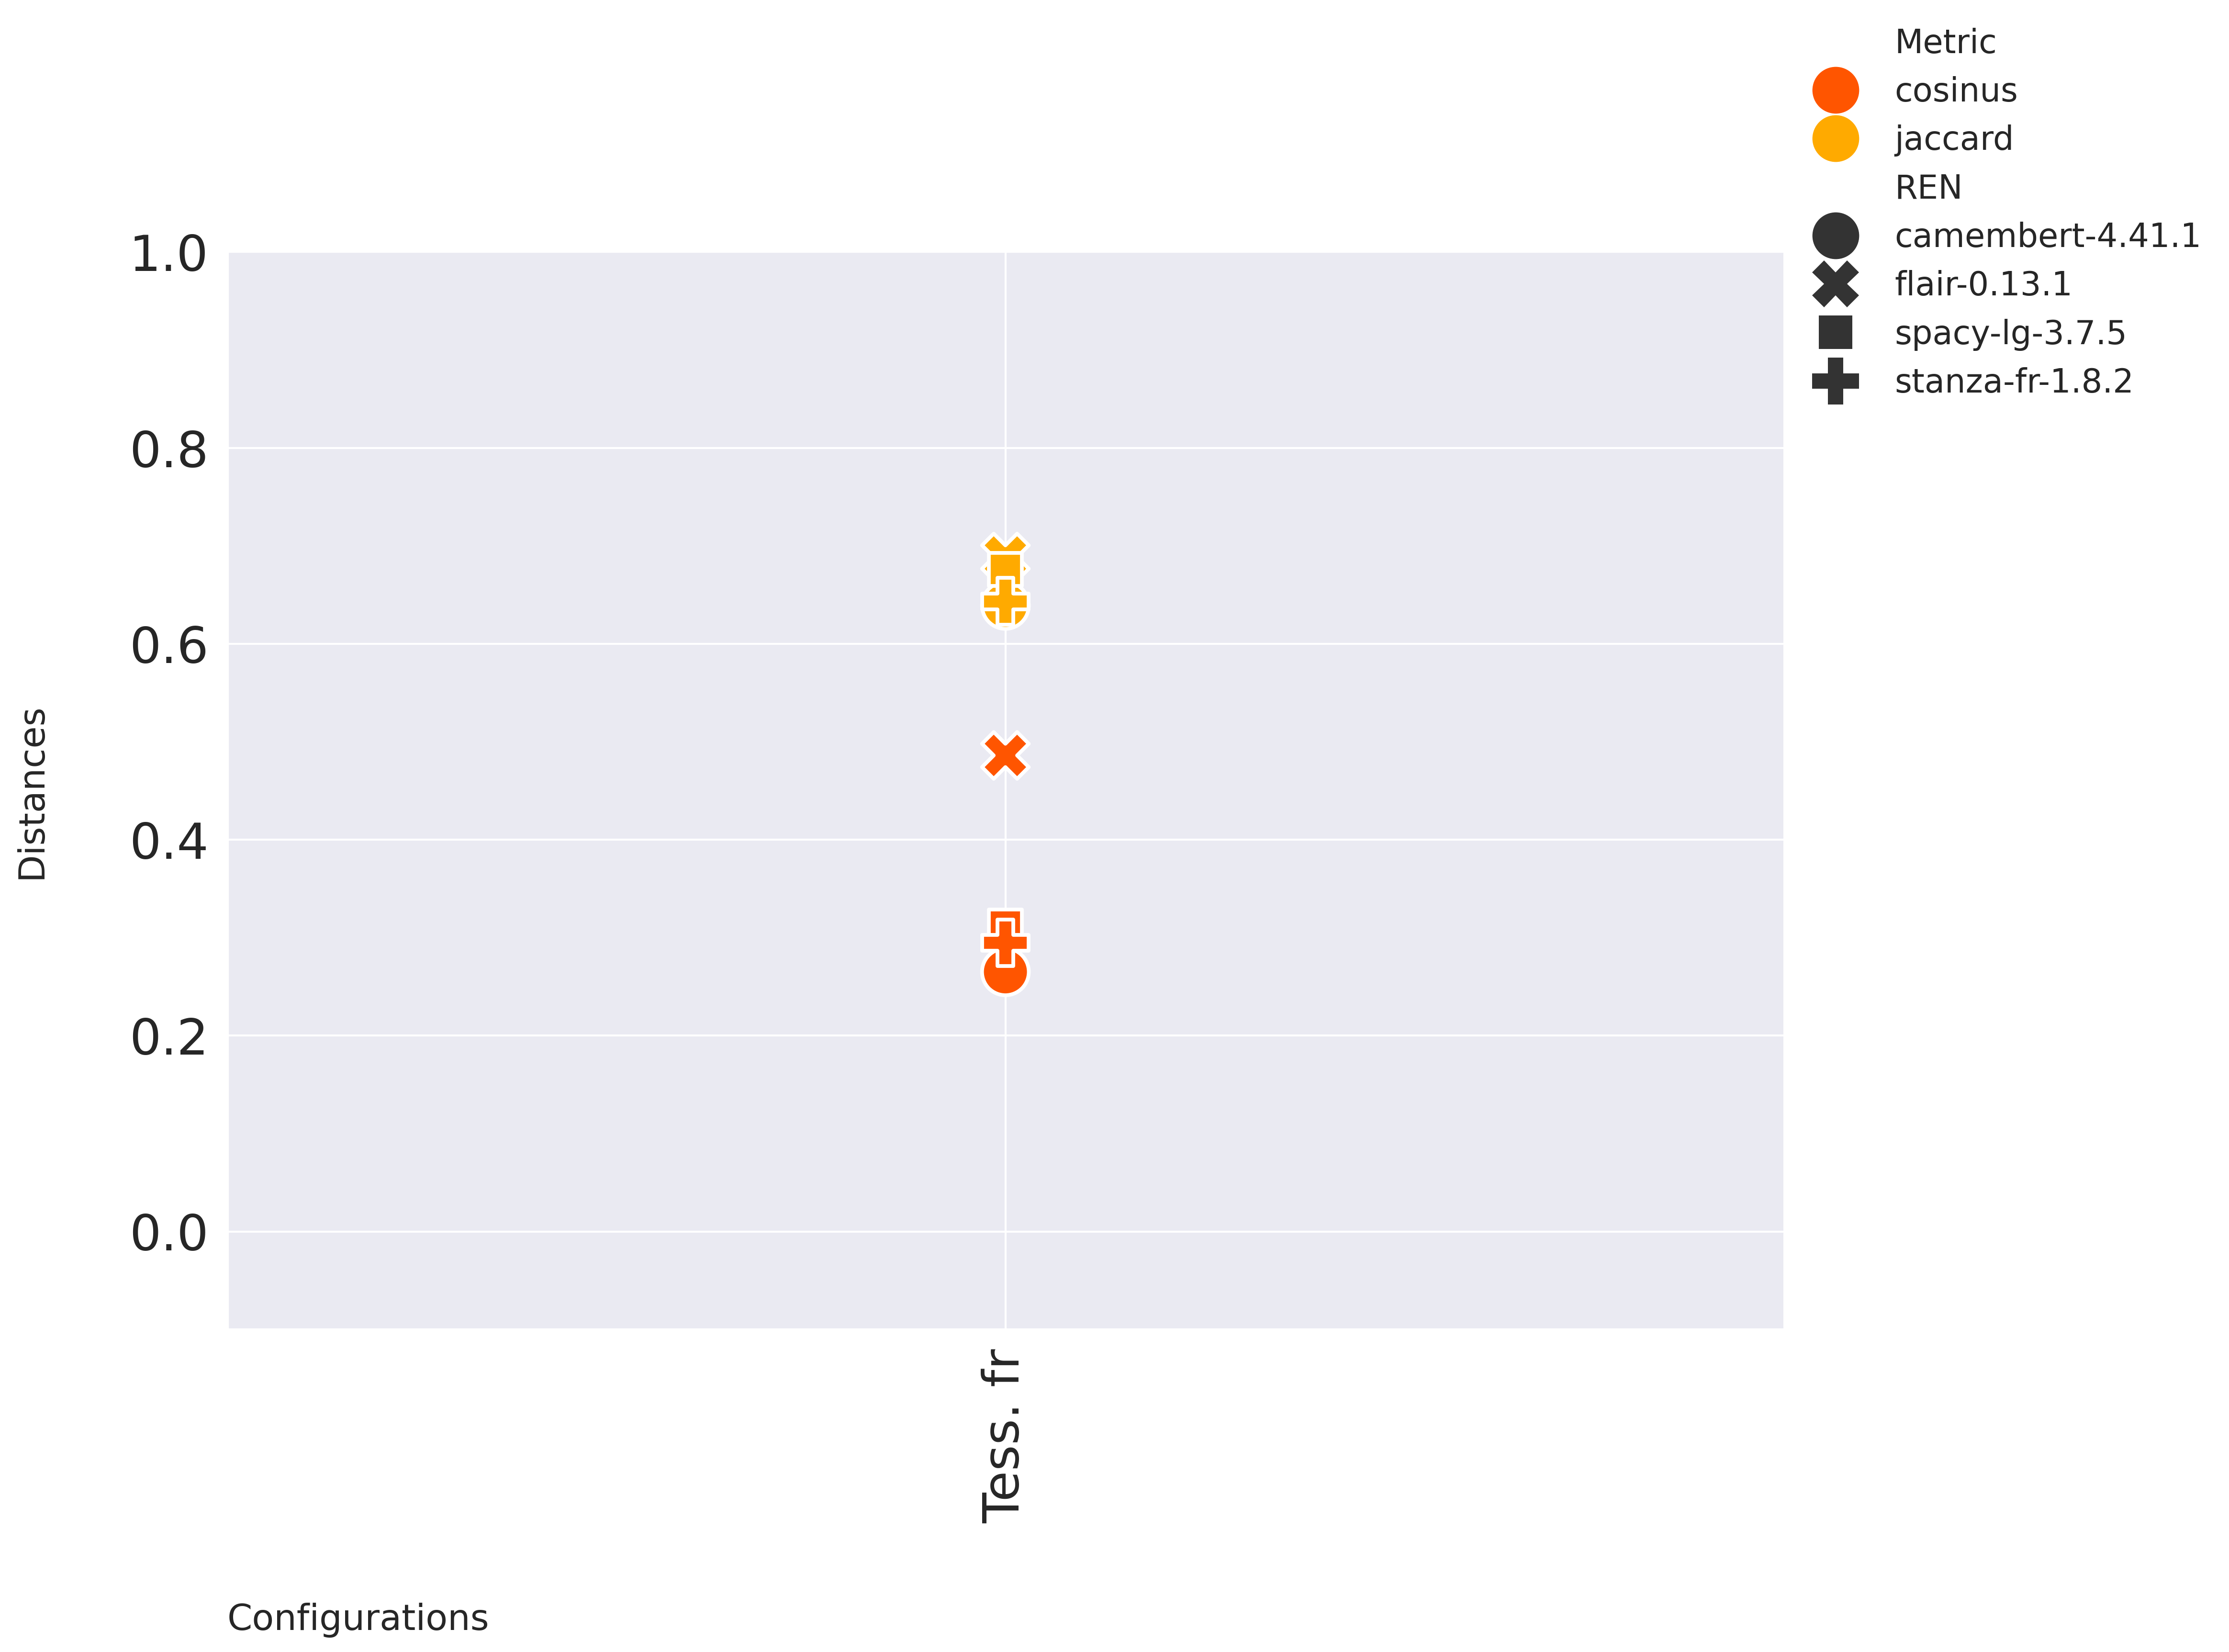 Metric
cosinus
jaccard
REN
camembert-4.41.1
flair-0.13.1
spacy-lg-3.7.5
stanza-fr-1.8.2
1.0
0.8
0.6
0.4
0.2
0.0
Distances
Tess. fr
Configurations